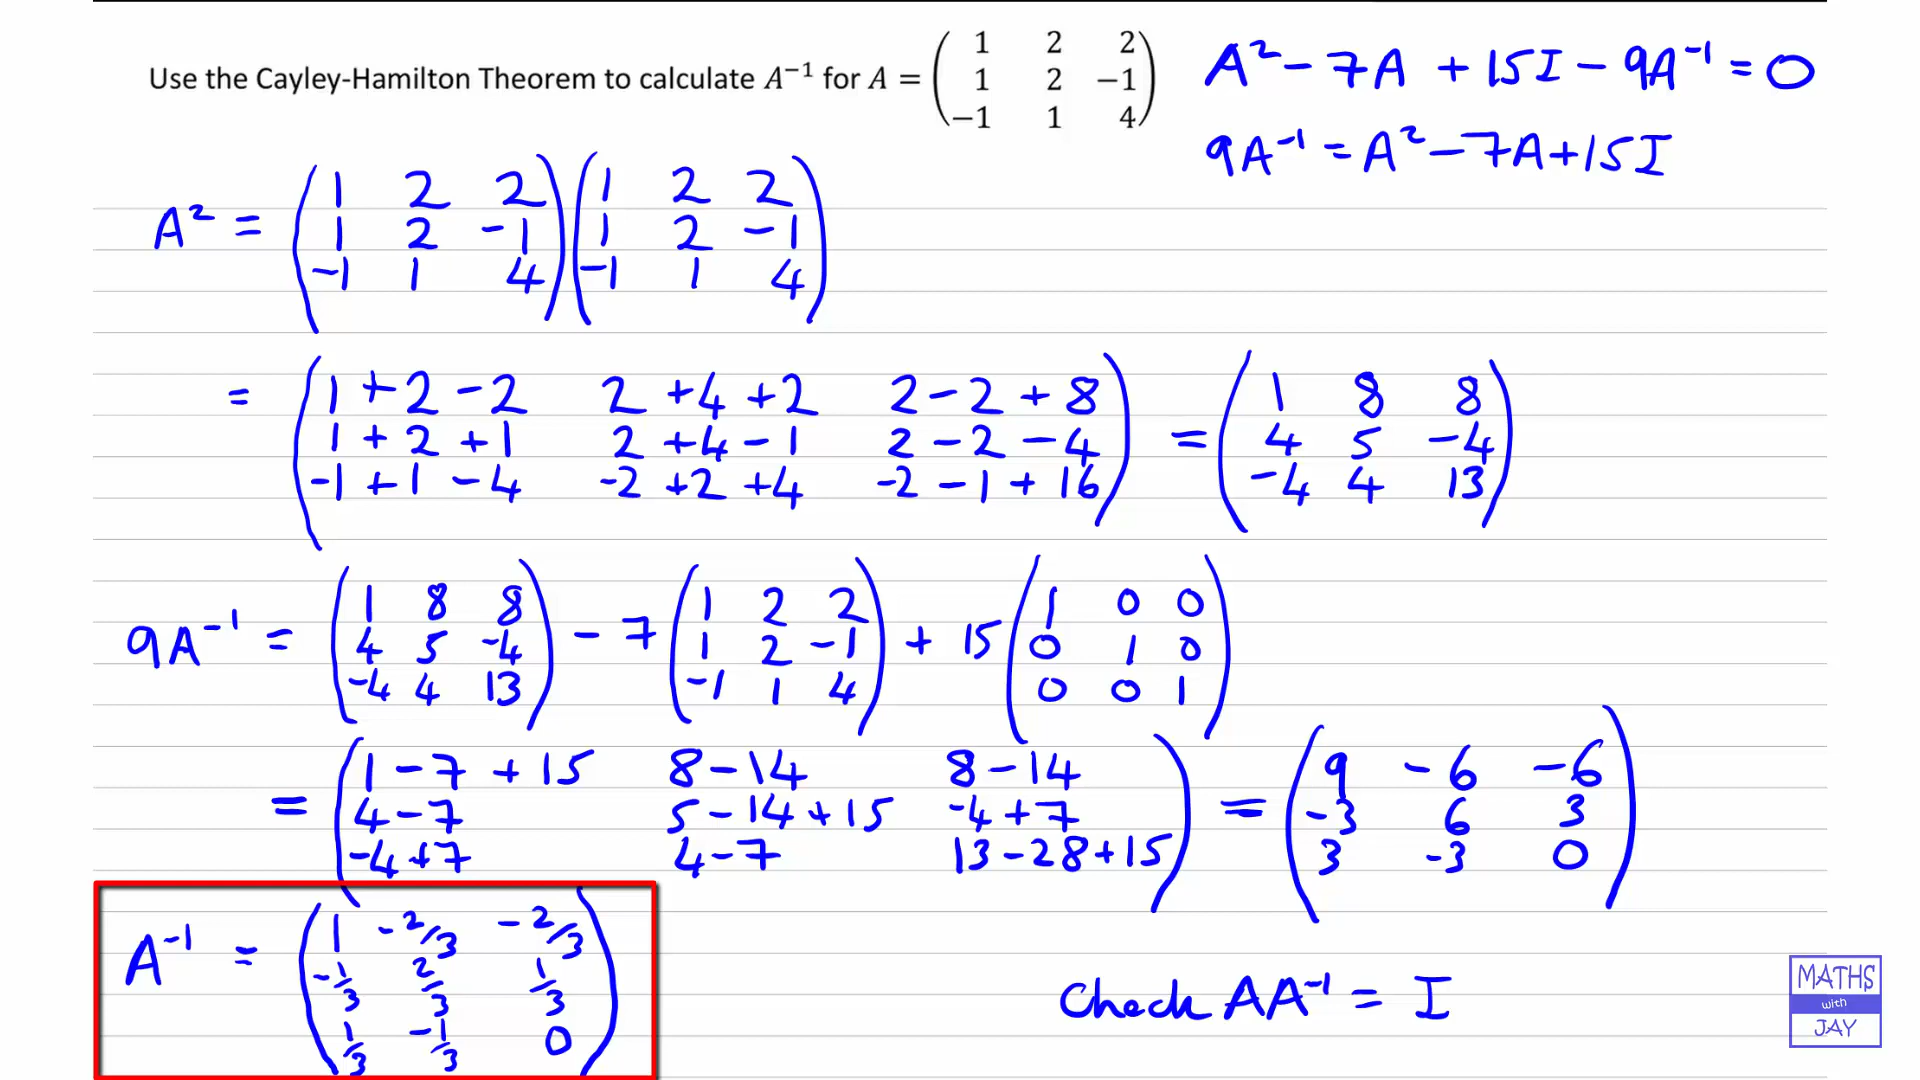 Use the Cayley-Hamilton Theorem to calculate A⁻¹ for A = ( 1 2 2
1 2 −1
−1 1 4 )
A² − 7A + 15I − 9A⁻¹ = 0
9A⁻¹ = A² − 7A + 15I
A² = ( 1 2 2 ) ( 1 2 2 )
( 1 2 −1 ) ( 1 2 −1 )
( −1 1 4 ) ( −1 1 4 )
= ( 1+2−2 2+4+2 2−2+8 ) = ( 1 8 8 )
( 1+2+1 2+4−1 2−2−4 ) ( 4 5 −4 )
( −1+1−4 −2+2+4 −2−1+16 ) ( −4 4 13 )
9A⁻¹ = ( 1 8 8 ) − 7 ( 1 2 2 ) + 15 ( 1 0 0 )
( 4 5 −4 ) ( 1 2 −1 ) ( 0 1 0 )
( −4 4 13 ) ( −1 1 4 ) ( 0 0 1 )
= ( 1−7+15 8−14 8−14 ) = ( 9 −6 −6 )
( 4−7 5−14+15 −4+7 ) ( −3 6 3 )
( −4+7 4−7 13−28+15 ) ( 3 −3 0 )
A⁻¹ = ( 1 −2/3 −2/3 )
( −1/3 2/3 1/3 )
( 1/3 −1/3 0 )
Check AA⁻¹ = I
MATHS
with
JAY